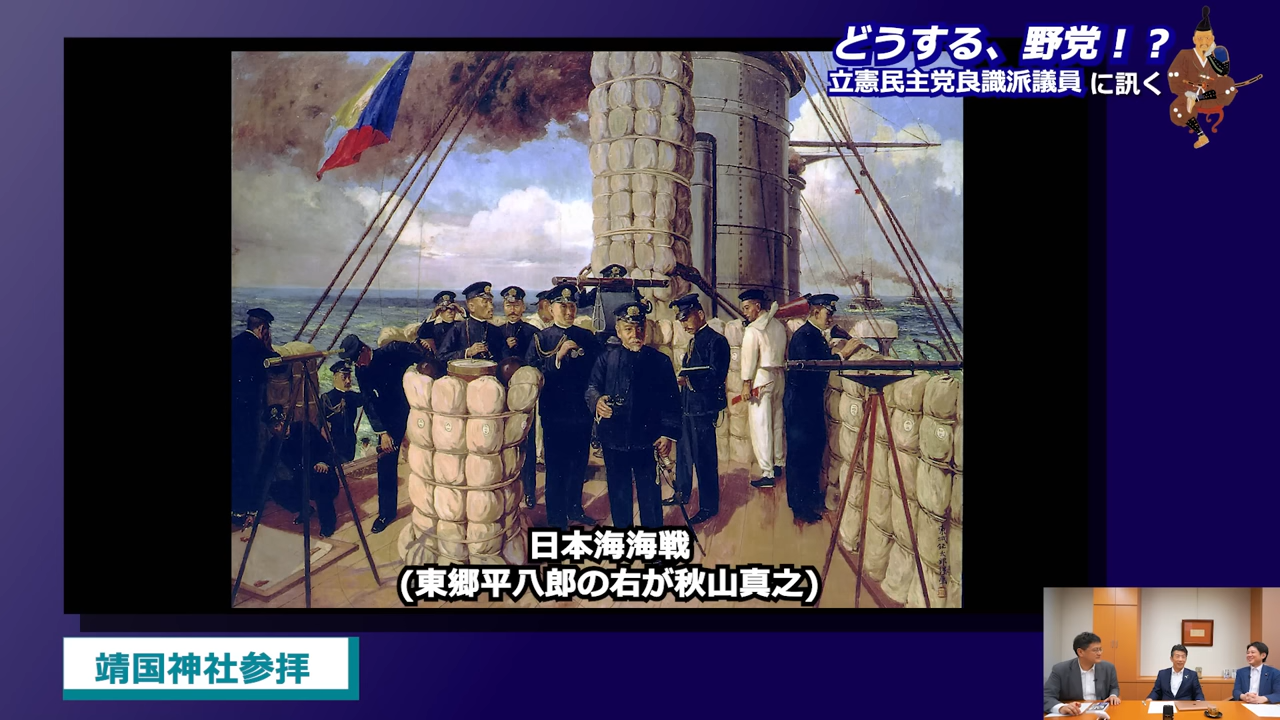 どうする、野党！？
立憲民主党良識派議員 に訊く
日本海海戦
(東郷平八郎の右が秋山真之)
靖国神社参拝